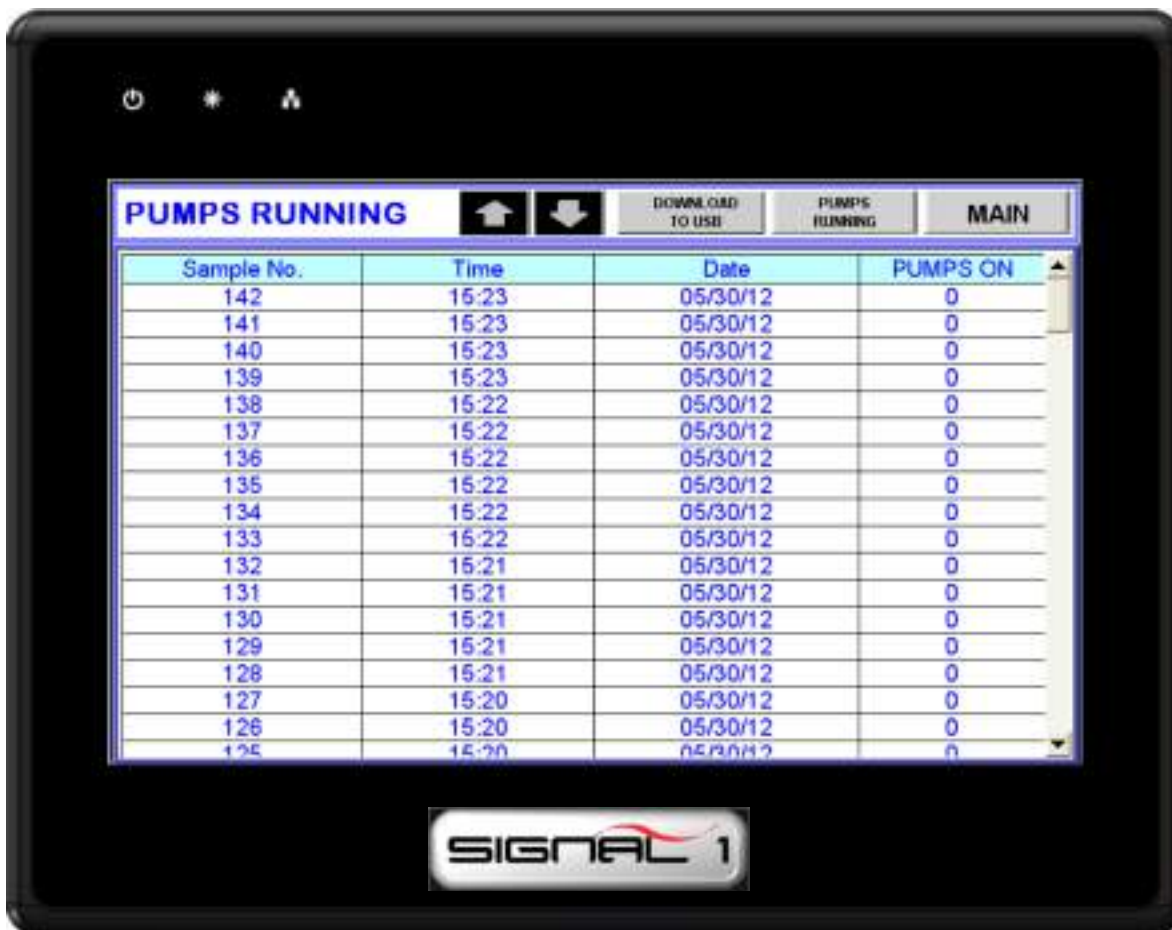 PUMPS RUNNING
DOWNLOAD
TO USB
PUMPS
RUNNING
MAIN
Sample No. Time Date PUMPS ON
142 15:23 05/30/12 0
141 15:23 05/30/12 0
140 15:23 05/30/12 0
139 15:23 05/30/12 0
138 15:22 05/30/12 0
137 15:22 05/30/12 0
136 15:22 05/30/12 0
135 15:22 05/30/12 0
134 15:22 05/30/12 0
133 15:22 05/30/12 0
132 15:21 05/30/12 0
131 15:21 05/30/12 0
130 15:21 05/30/12 0
129 15:21 05/30/12 0
128 15:21 05/30/12 0
127 15:20 05/30/12 0
126 15:20 05/30/12 0
125 15:20 05/30/12 0
SIGNAL 1